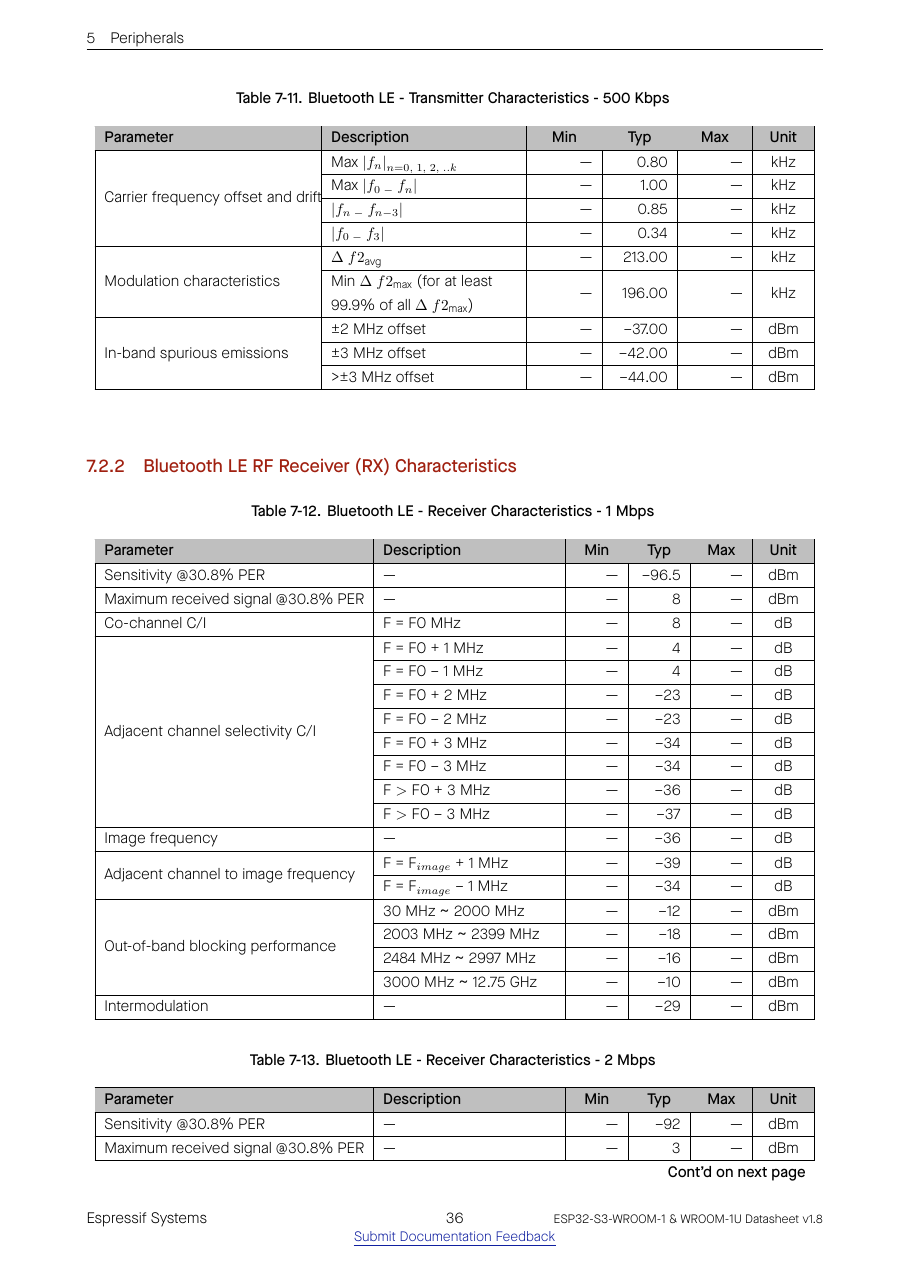 5 Peripherals
Table 7-11. Bluetooth LE - Transmitter Characteristics - 500 Kbps
Parameter Description Min Typ Max Unit
Carrier frequency offset and drift
Max |fn|n=0, 1, 2, ..k — 0.80 — kHz
Max |f0 − fn| — 1.00 — kHz
|fn − fn−3| — 0.85 — kHz
|f0 − f3| — 0.34 — kHz
Modulation characteristics
Δ f2avg — 213.00 — kHz
Min Δ f2max (for at least
99.9% of all Δ f2max)
— 196.00 — kHz
In-band spurious emissions
±2 MHz offset — –37.00 — dBm
±3 MHz offset — –42.00 — dBm
>±3 MHz offset — –44.00 — dBm
7.2.2 Bluetooth LE RF Receiver (RX) Characteristics
Table 7-12. Bluetooth LE - Receiver Characteristics - 1 Mbps
Parameter Description Min Typ Max Unit
Sensitivity @30.8% PER — — –96.5 — dBm
Maximum received signal @30.8% PER — — 8 — dBm
Co-channel C/I F = F0 MHz — 8 — dB
Adjacent channel selectivity C/I
F = F0 + 1 MHz — 4 — dB
F = F0 – 1 MHz — 4 — dB
F = F0 + 2 MHz — –23 — dB
F = F0 – 2 MHz — –23 — dB
F = F0 + 3 MHz — –34 — dB
F = F0 – 3 MHz — –34 — dB
F > F0 + 3 MHz — –36 — dB
F > F0 – 3 MHz — –37 — dB
Image frequency — — –36 — dB
Adjacent channel to image frequency
F = Fimage + 1 MHz — –39 — dB
F = Fimage – 1 MHz — –34 — dB
Out-of-band blocking performance
30 MHz ~ 2000 MHz — –12 — dBm
2003 MHz ~ 2399 MHz — –18 — dBm
2484 MHz ~ 2997 MHz — –16 — dBm
3000 MHz ~ 12.75 GHz — –10 — dBm
Intermodulation — — –29 — dBm
Table 7-13. Bluetooth LE - Receiver Characteristics - 2 Mbps
Parameter Description Min Typ Max Unit
Sensitivity @30.8% PER — — –92 — dBm
Maximum received signal @30.8% PER — — 3 — dBm
Cont'd on next page
Espressif Systems 36 ESP32-S3-WROOM-1 & WROOM-1U Datasheet v1.8
Submit Documentation Feedback